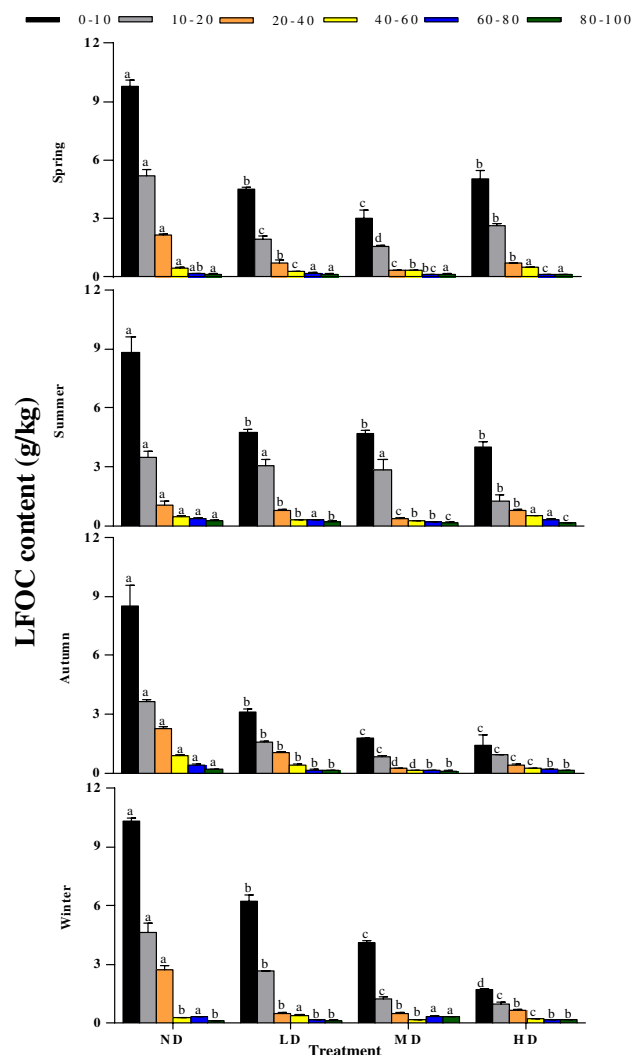 0-10 10-20 20-40 40-60 60-80 80-100
LFOC content (g/kg)
Spring
12
9
6
3
0
a a a a ab a
b c b c a a
c d c c bc a
b b b a c a
Summer
12
9
6
3
0
a a a a a a
b a b b a b
b a c b b c
c b b a b c
Autumn
12
9
6
3
0
a a a a a a
b b b b b b
c c d d b b
c c c c b b
Winter
12
9
6
3
0
a a a b b b
b b b a b b
c c b b a a
d c b c b b
ND LD MD HD
Treatment